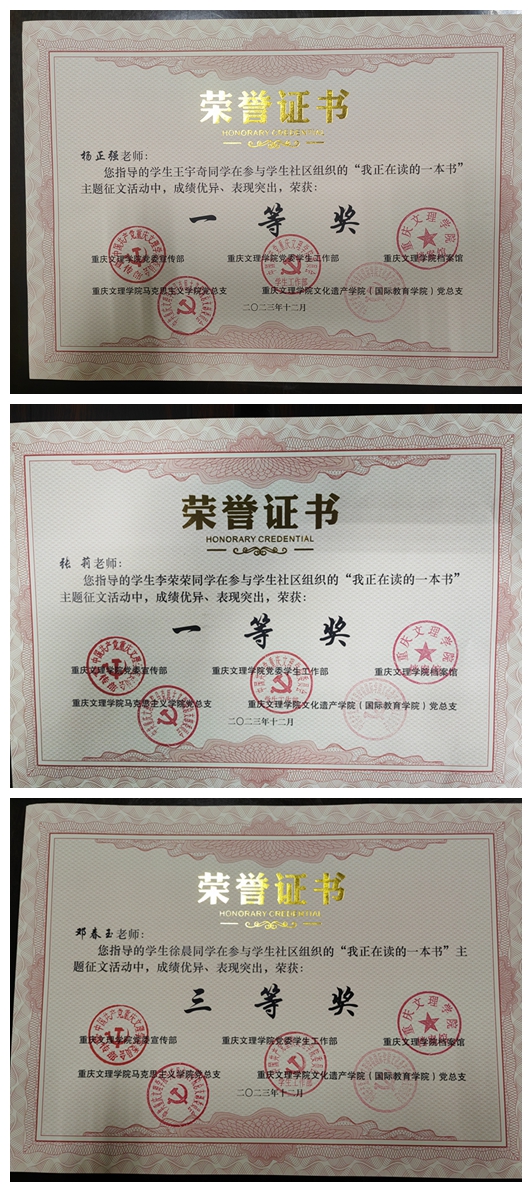 荣誉证书
HONORARY CREDENTIAL
杨正强老师:
您指导的学生王宇奇同学在参与学生社区组织的“我正在读的一本书”
主题征文活动中，成绩优异、表现突出，荣获:
一 等 奖
重庆文理学院党委宣传部 重庆文理学院党委学生工作部 重庆文理学院档案馆
重庆文理学院马克思主义学院党总支 重庆文理学院文化遗产学院（国际教育学院）党总支
二〇二三年十二月
荣誉证书
HONORARY CREDENTIAL
张 莉老师:
您指导的学生李荣荣同学在参与学生社区组织的“我正在读的一本书”
主题征文活动中，成绩优异、表现突出，荣获:
一 等 奖
重庆文理学院党委宣传部 重庆文理学院党委学生工作部 重庆文理学院档案馆
重庆文理学院马克思主义学院党总支 重庆文理学院文化遗产学院（国际教育学院）党总支
二〇二三年十二月
荣誉证书
HONORARY CREDENTIAL
邓春玉老师:
您指导的学生徐晨同学在参与学生社区组织的“我正在读的一本书”主
题征文活动中，成绩优异、表现突出，荣获:
三 等 奖
重庆文理学院党委宣传部 重庆文理学院党委学生工作部 重庆文理学院档案馆
重庆文理学院马克思主义学院党总支 重庆文理学院文化遗产学院（国际教育学院）党总支
二〇二三年十二月